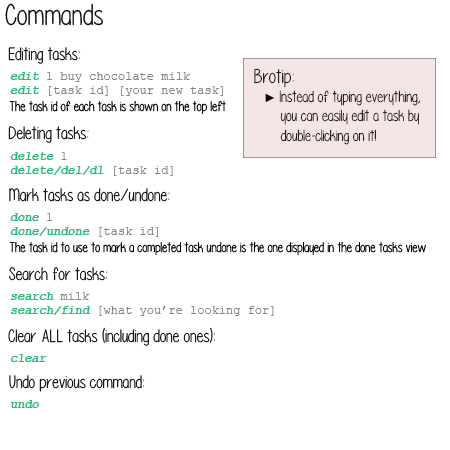 Commands
Editing tasks:
edit 1 buy chocolate milk
edit [task id] [your new task]
The task id of each task is shown on the top left
Brotip:
► Instead of typing everything,
you can easily edit a task by
double-clicking on it!
Deleting tasks:
delete 1
delete/del/dl [task id]
Mark tasks as done/undone:
done 1
done/undone [task id]
The task id to use to mark a completed task undone is the one displayed in the done tasks view
Search for tasks:
search milk
search/find [what you're looking for]
Clear ALL tasks (including done ones):
clear
Undo previous command:
undo